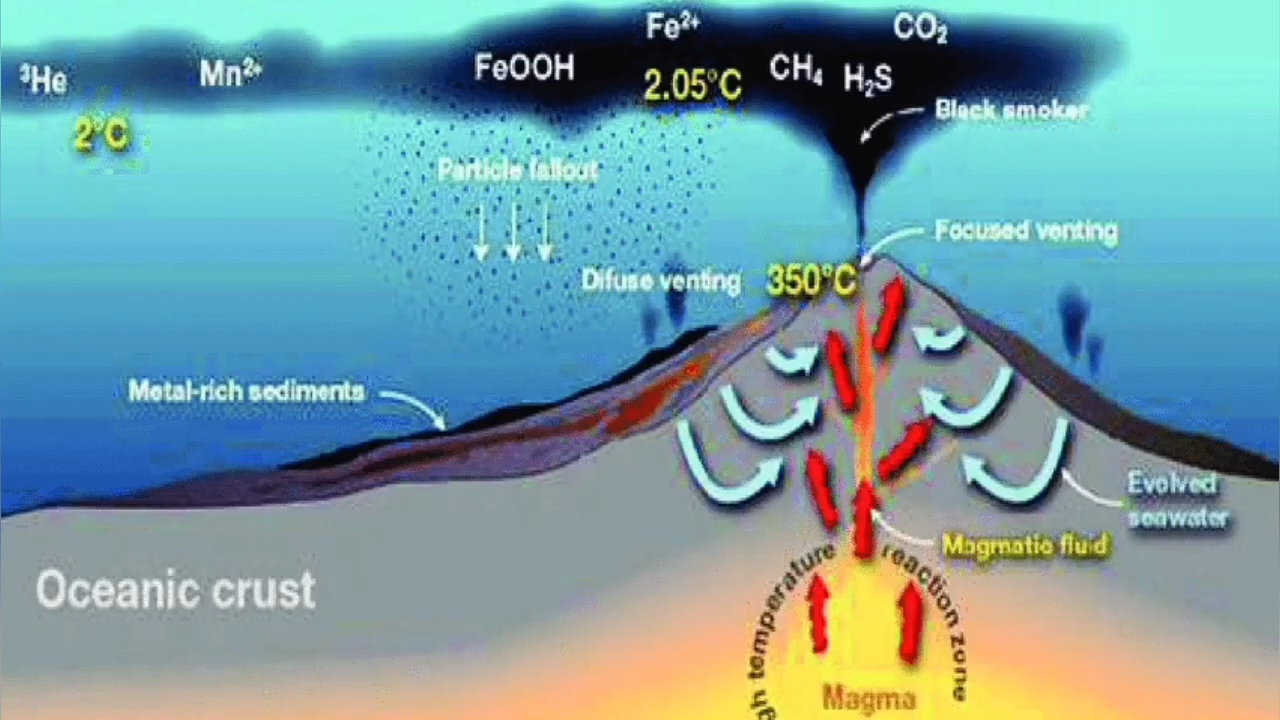 Fe²⁺
CO₂
³He
Mn²⁺
FeOOH
2.05°C
CH₄
H₂S
2°C
Black smoker
Particle fallout
Focused venting
Difuse venting
350°C
Metal-rich sediments
Evolved
seawater
Magmatic fluid
Oceanic crust
gh temperature reaction zone
Magma